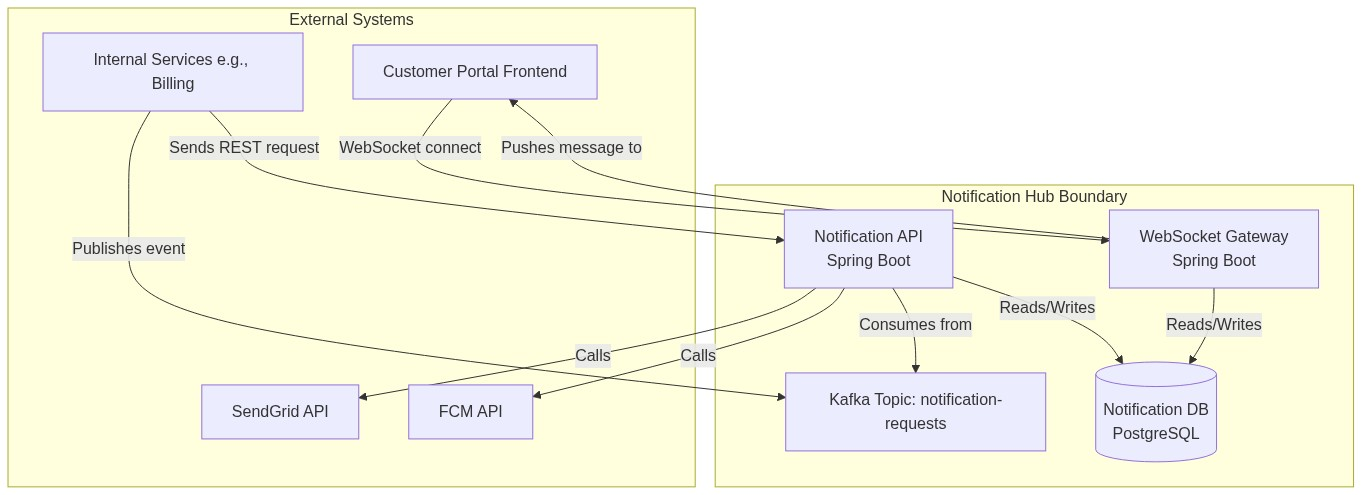 External Systems
Internal Services e.g.,
Billing
Customer Portal Frontend
Sends REST request
WebSocket connect
Pushes message to
Notification Hub Boundary
Notification API
Spring Boot
WebSocket Gateway
Spring Boot
Publishes event
Reads/Writes
Consumes from
Reads/Writes
Calls
Calls
SendGrid API
FCM API
Kafka Topic: notification-
requests
Notification DB
PostgreSQL